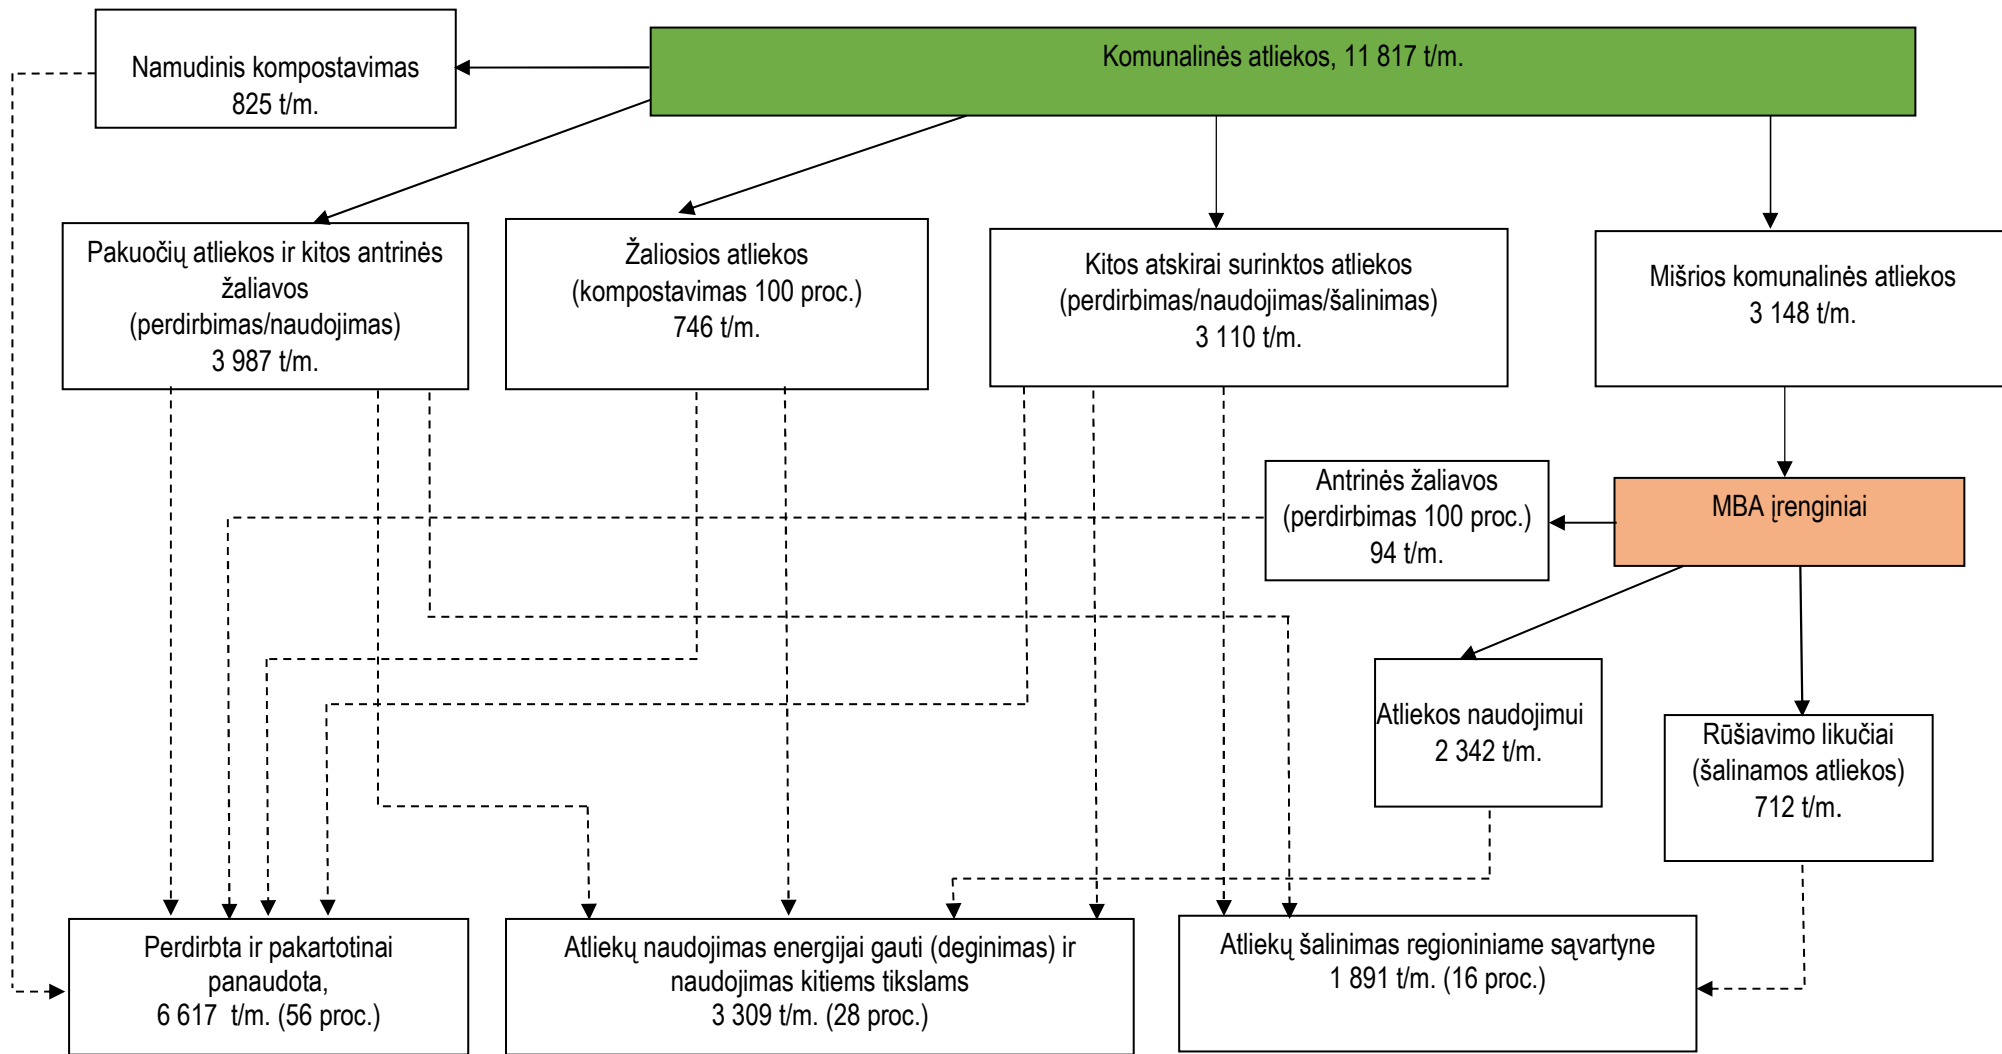 Komunalinės atliekos, 11 817 t/m.
Namudinis kompostavimas
825 t/m.
Pakuočių atliekos ir kitos antrinės
žaliavos
(perdirbimas/naudojimas)
3 987 t/m.
Žaliosios atliekos
(kompostavimas 100 proc.)
746 t/m.
Kitos atskirai surinktos atliekos
(perdirbimas/naudojimas/šalinimas)
3 110 t/m.
Mišrios komunalinės atliekos
3 148 t/m.
Antrinės žaliavos
(perdirbimas 100 proc.)
94 t/m.
MBA įrenginiai
Atliekos naudojimui
2 342 t/m.
Rūšiavimo likučiai
(šalinamos atliekos)
712 t/m.
Perdirbta ir pakartotinai
panaudota,
6 617 t/m. (56 proc.)
Atliekų naudojimas energijai gauti (deginimas) ir
naudojimas kitiems tikslams
3 309 t/m. (28 proc.)
Atliekų šalinimas regioniniame sąvartyne
1 891 t/m. (16 proc.)